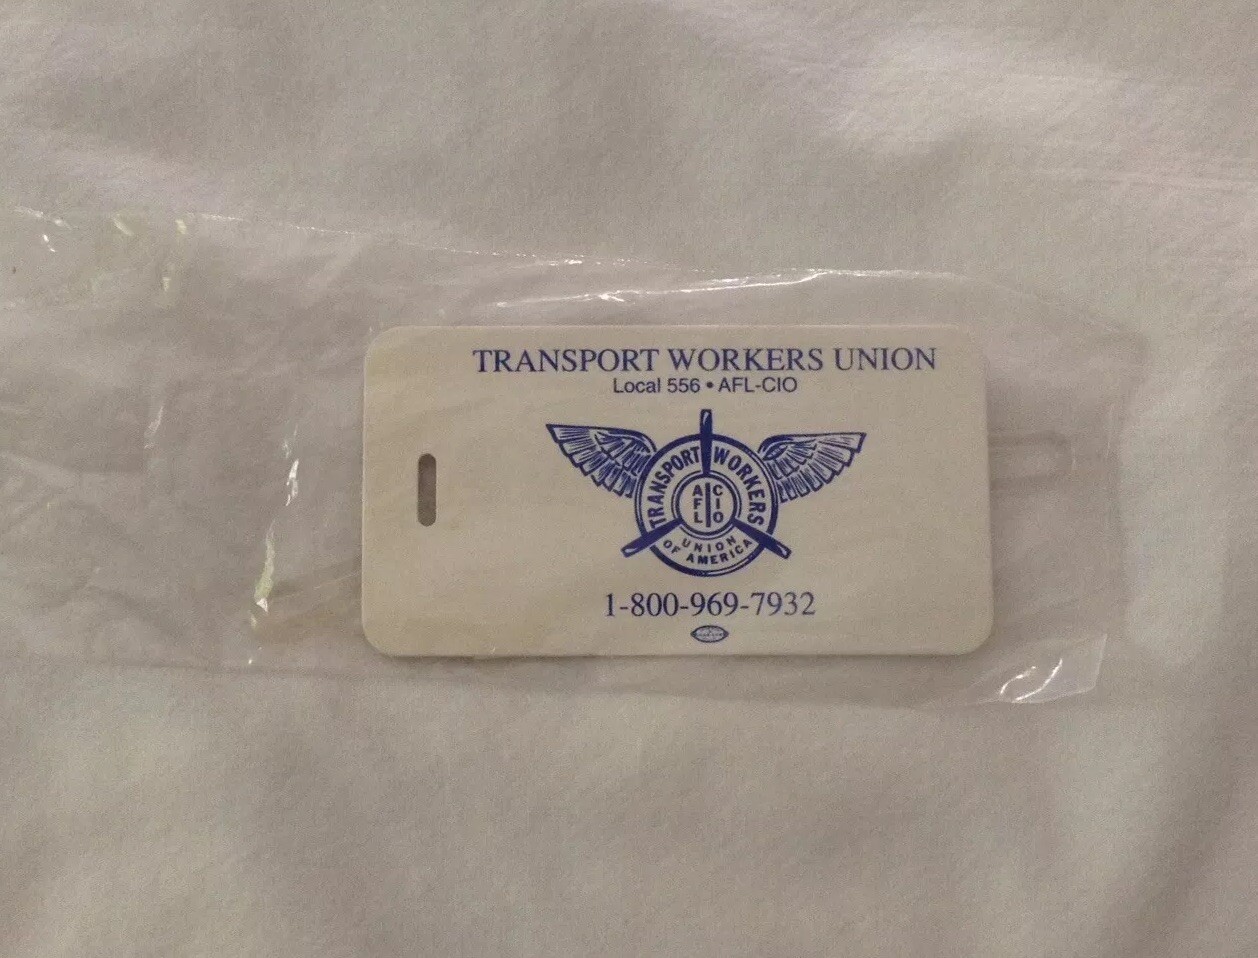 TRANSPORT WORKERS UNION
Local 556 • AFL-CIO
TRANSPORT WORKERS
AFL CIO
UNION
OF AMERICA
1-800-969-7932